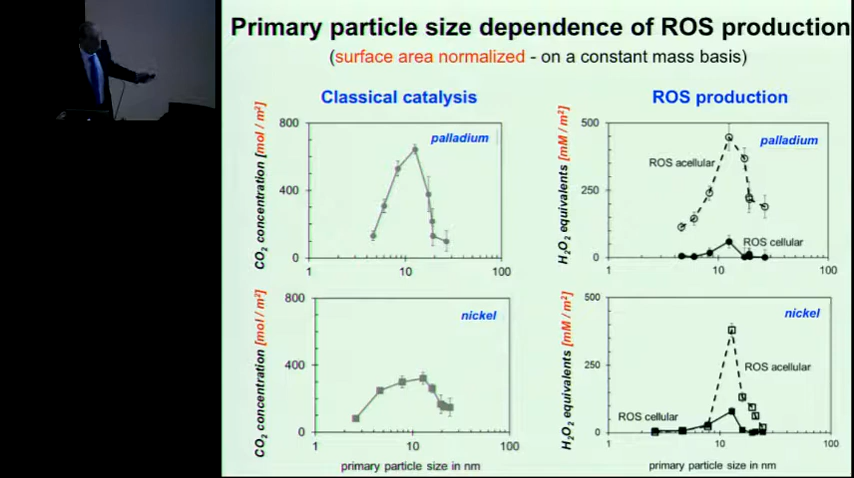 Primary particle size dependence of ROS production
(surface area normalized - on a constant mass basis)
Classical catalysis
ROS production
CO2 concentration [mol / m²]
800
400
0
palladium
1
10
100
H2O2 equivalents [mM / m²]
500
250
0
palladium
ROS acellular
ROS cellular
1
10
100
CO2 concentration [mol / m²]
800
400
0
nickel
1
10
100
primary particle size in nm
H2O2 equivalents [mM / m²]
500
250
0
nickel
ROS acellular
ROS cellular
1
10
100
primary particle size in nm